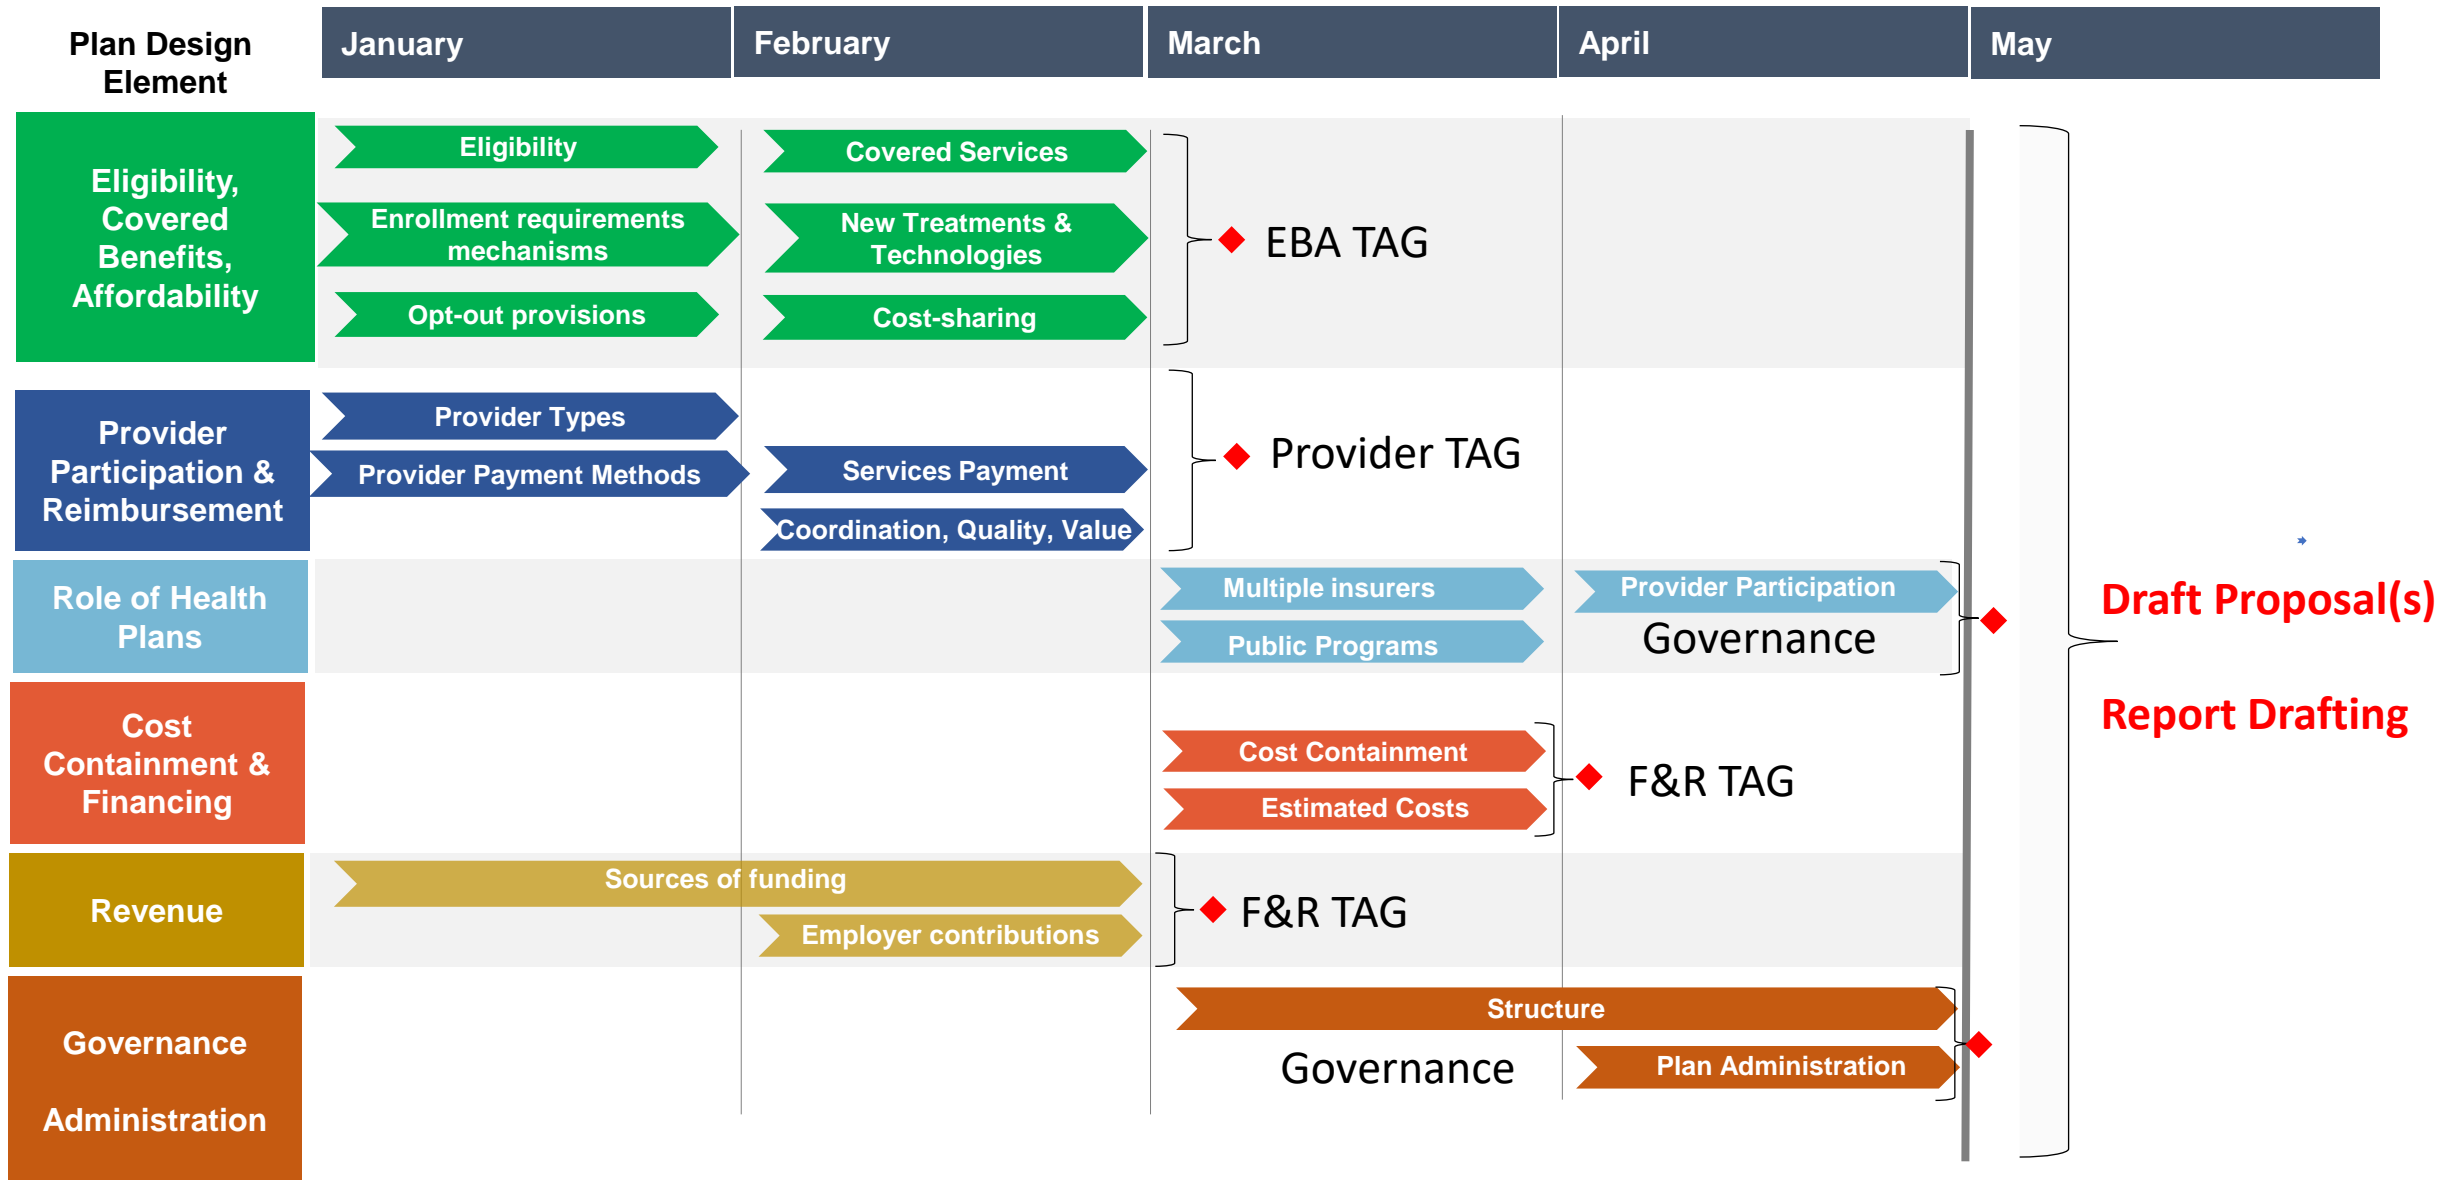 Plan Design
Element
January
February
March
April
May
Eligibility,
Covered
Benefits,
Affordability
Eligibility
Enrollment requirements
mechanisms
Opt-out provisions
Covered Services
New Treatments &
Technologies
Cost-sharing
EBA TAG
Provider
Participation &
Reimbursement
Provider Types
Provider Payment Methods
Services Payment
Coordination, Quality, Value
Provider TAG
Role of Health
Plans
Multiple insurers
Public Programs
Provider Participation
Governance
Cost
Containment &
Financing
Cost Containment
Estimated Costs
F&R TAG
Revenue
Sources of funding
Employer contributions
F&R TAG
Governance
Administration
Structure
Governance
Plan Administration
Draft Proposal(s)
Report Drafting